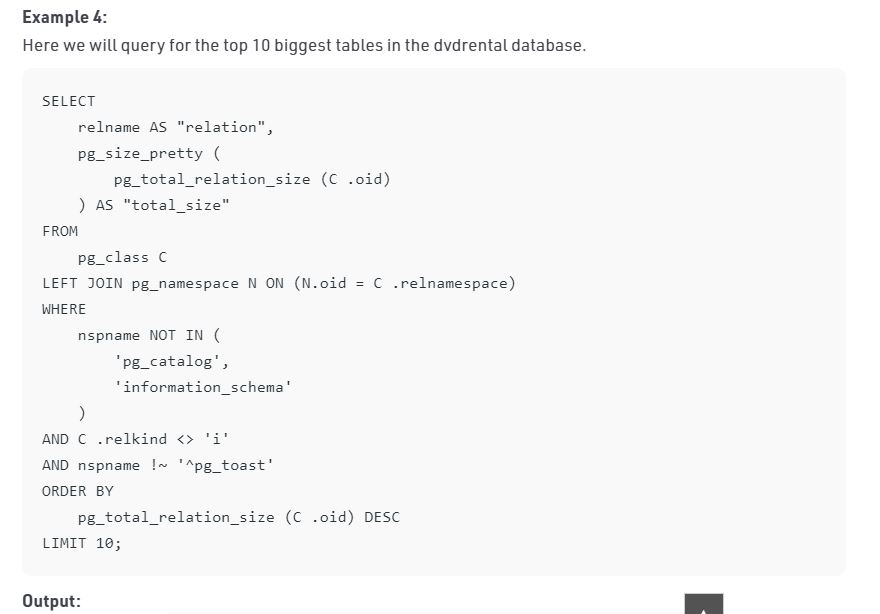 Example 4:
Here we will query for the top 10 biggest tables in the dvdrental database.
SELECT
    relname AS "relation",
    pg_size_pretty (
        pg_total_relation_size (C .oid)
    ) AS "total_size"
FROM
    pg_class C
LEFT JOIN pg_namespace N ON (N.oid = C .relnamespace)
WHERE
    nspname NOT IN (
        'pg_catalog',
        'information_schema'
    )
AND C .relkind <> 'i'
AND nspname !~ '^pg_toast'
ORDER BY
    pg_total_relation_size (C .oid) DESC
LIMIT 10;
Output: